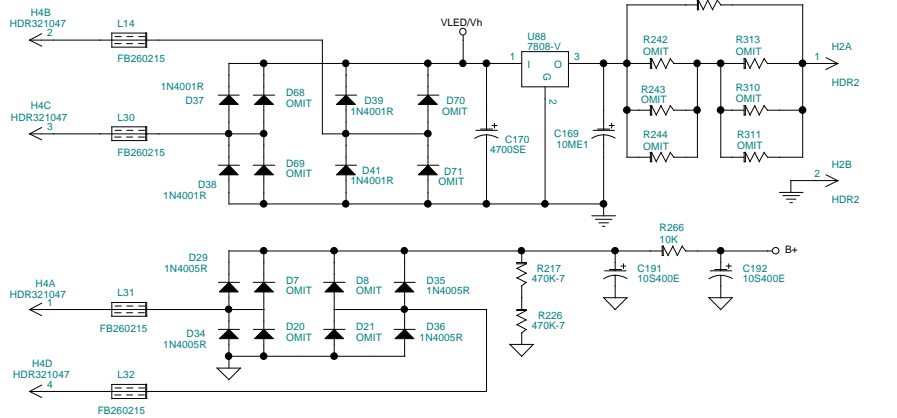 H4B
HDR321047
2
L14
FB260215
VLED/Vh
U88
7808-V
1
I
O
3
G
2
R242
OMIT
R313
OMIT
H2A
1
HDR2
1N4001R
D37
D68
OMIT
D39
1N4001R
D70
OMIT
R243
OMIT
R310
OMIT
H4C
HDR321047
3
L30
FB260215
+
C170
4700SE
+
C169
10ME1
R244
OMIT
R311
OMIT
D38
1N4001R
D69
OMIT
D41
1N4001R
D71
OMIT
H2B
2
HDR2
R266
10K
B+
D29
1N4005R
D7
OMIT
D8
OMIT
D35
1N4005R
R217
470K-7
+
C191
10S400E
+
C192
10S400E
H4A
HDR321047
1
L31
FB260215
D34
1N4005R
D20
OMIT
D21
OMIT
D36
1N4005R
R226
470K-7
H4D
HDR321047
4
L32
FB260215